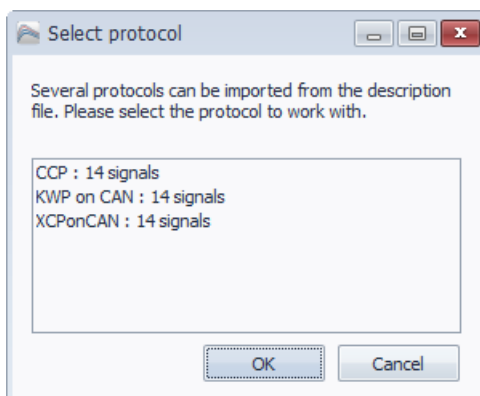 Select protocol
Several protocols can be imported from the description
file. Please select the protocol to work with.
CCP : 14 signals
KWP on CAN : 14 signals
XCPonCAN : 14 signals
OK
Cancel